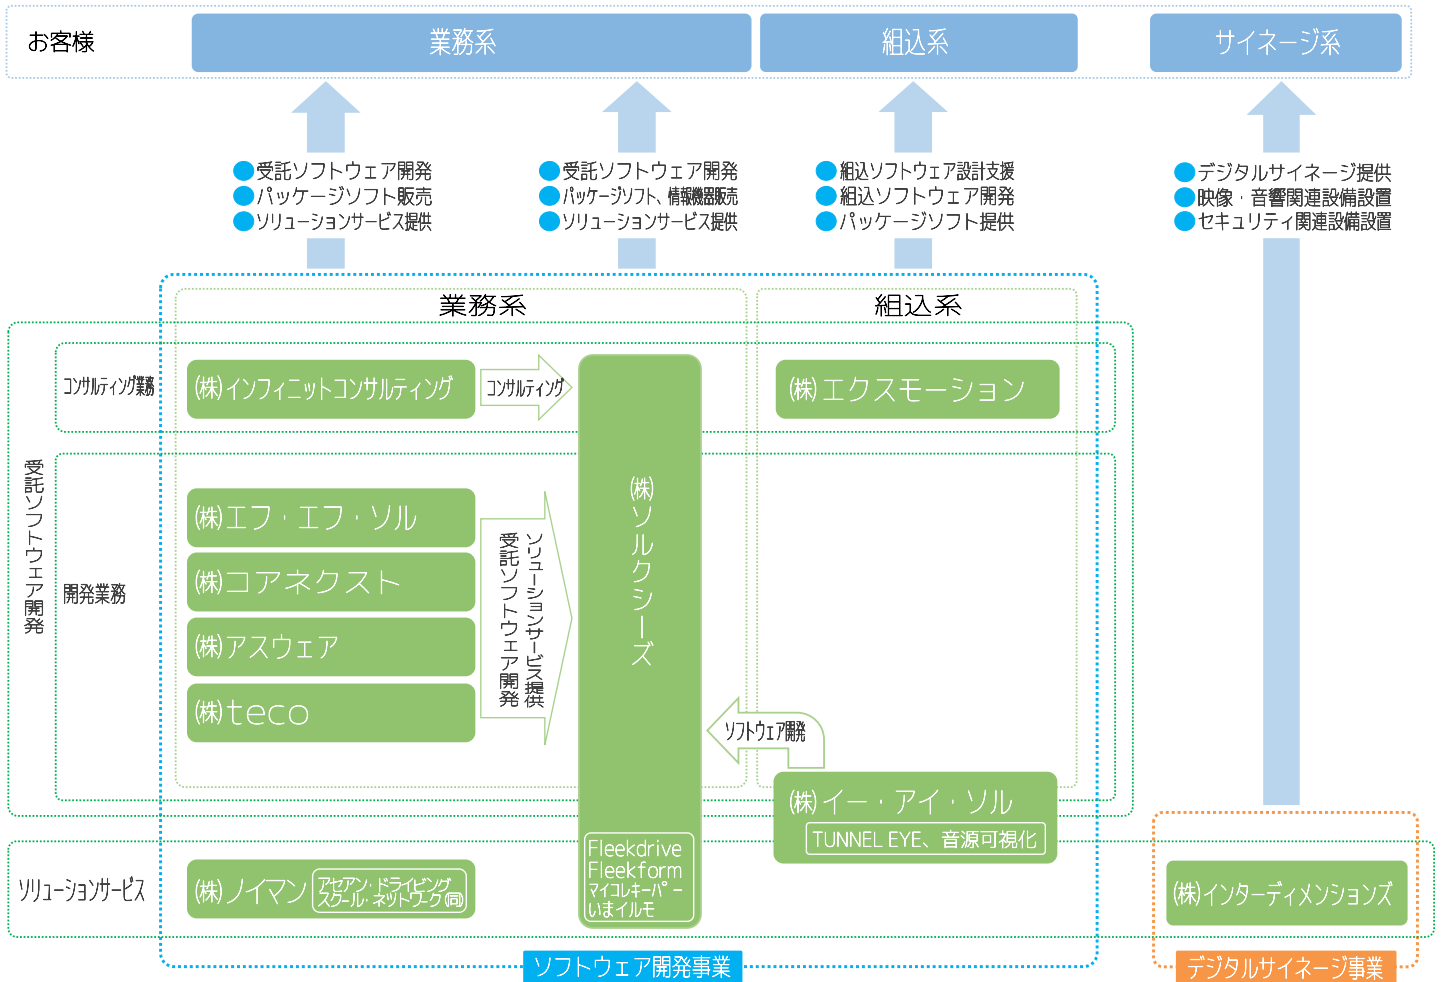 お客様
業務系
組込系
サイネージ系
●受託ソフトウェア開発
●パッケージソフト販売
●ソリューションサービス提供
●受託ソフトウェア開発
●パッケージソフト、情報機器販売
●ソリューションサービス提供
●組込ソフトウェア設計支援
●組込ソフトウェア開発
●パッケージソフト提供
●デジタルサイネージ提供
●映像・音響関連設備設置
●セキュリティ関連設備設置
業務系
組込系
受託ソフトウェア開発
コンサルティング業務
㈱インフィニットコンサルティング
コンサルティング
㈱ソルクシーズ
㈱エクスモーション
開発業務
㈱エフ・エフ・ソル
㈱コアネクスト
㈱アスウェア
㈱teco
ソリューションサービス提供
受託ソフトウェア開発
ソフトウェア開発
㈱イー・アイ・ソル
TUNNEL EYE、音源可視化
ソリューションサービス
㈱ノイマン
アセアン・ドライビング
スクール・ネットワーク(同)
Fleekdrive
Fleekform
マイコレキーパー
いまイルモ
㈱インターディメンションズ
ソフトウェア開発事業
デジタルサイネージ事業